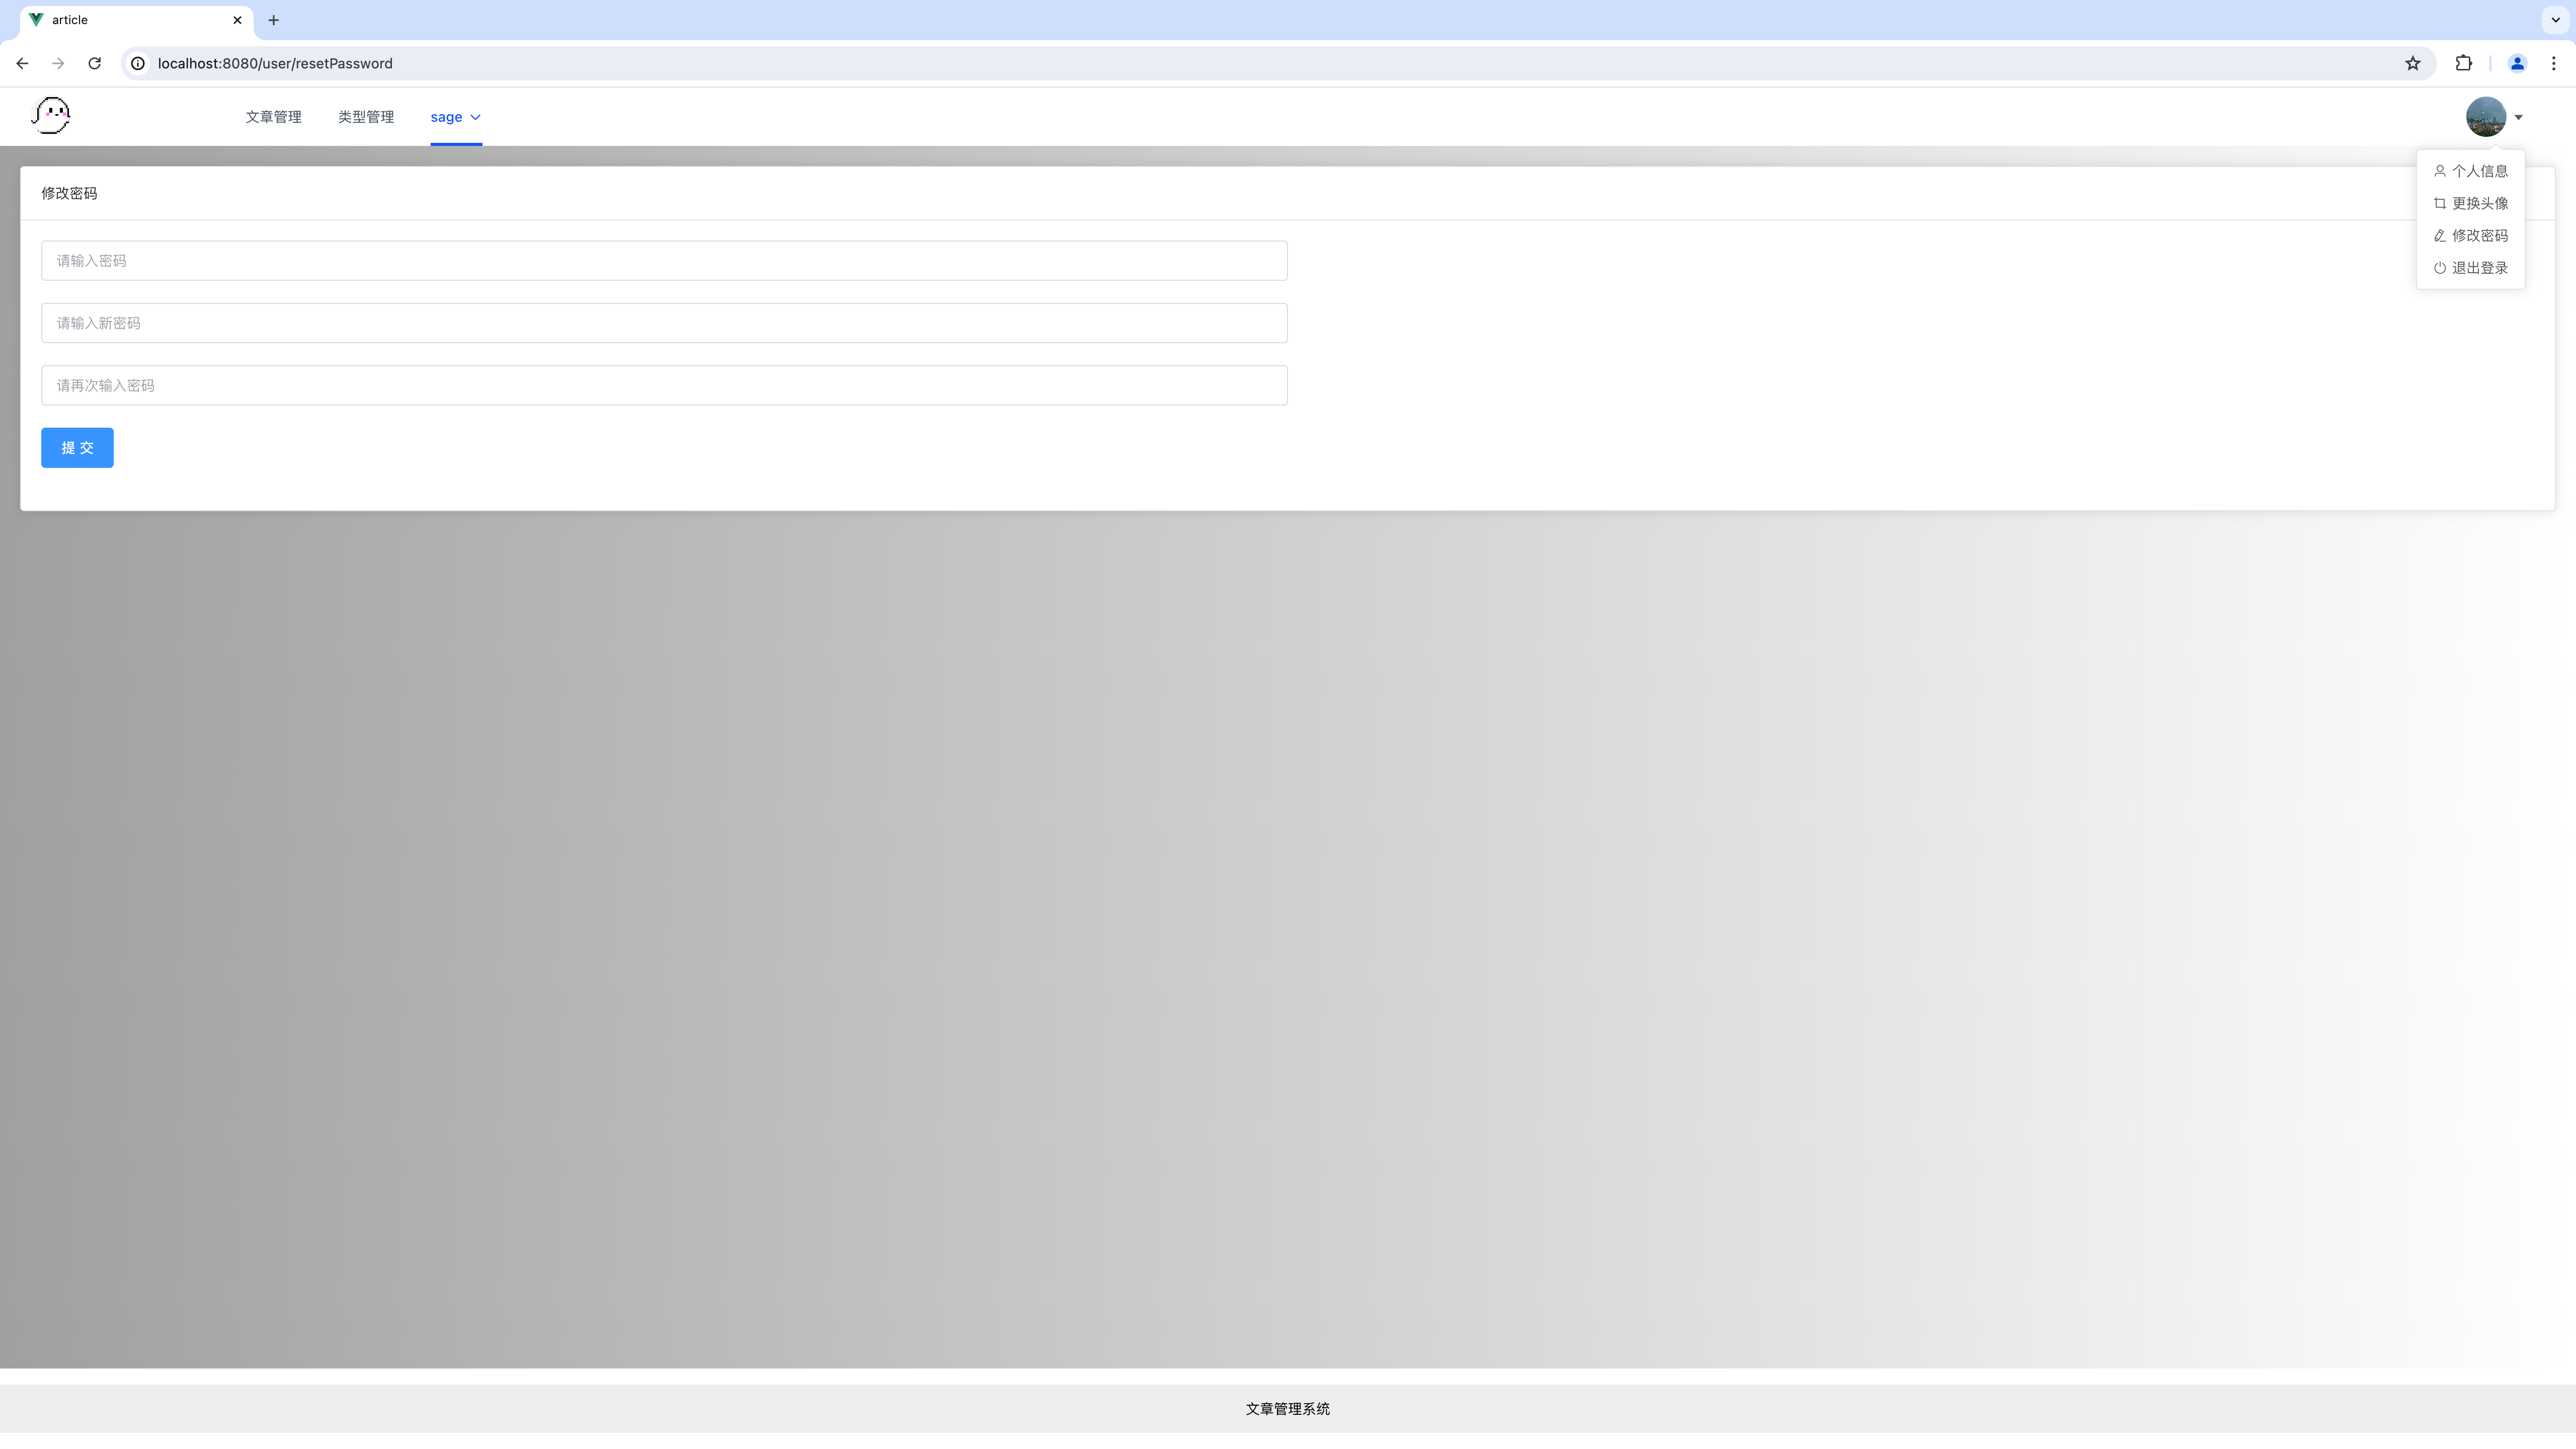 article
localhost:8080/user/resetPassword
文章管理 类型管理 sage
个人信息
更换头像
修改密码
退出登录
修改密码
请输入密码
请输入新密码
请再次输入密码
提 交
文章管理系统